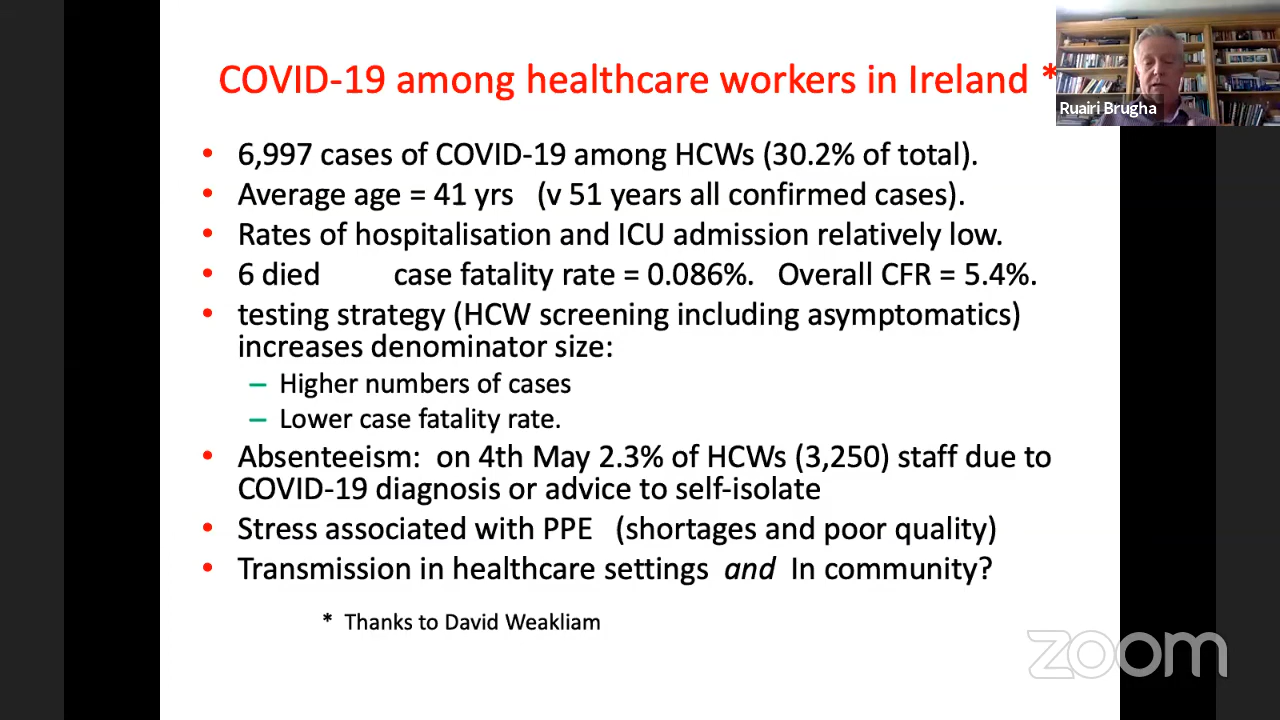 COVID-19 among healthcare workers in Ireland *
Ruairi Brugha
• 6,997 cases of COVID-19 among HCWs (30.2% of total).
• Average age = 41 yrs (v 51 years all confirmed cases).
• Rates of hospitalisation and ICU admission relatively low.
• 6 died case fatality rate = 0.086%. Overall CFR = 5.4%.
• testing strategy (HCW screening including asymptomatics)
increases denominator size:
– Higher numbers of cases
– Lower case fatality rate.
• Absenteeism: on 4th May 2.3% of HCWs (3,250) staff due to
COVID-19 diagnosis or advice to self-isolate
• Stress associated with PPE (shortages and poor quality)
• Transmission in healthcare settings and In community?
* Thanks to David Weakliam
zoom